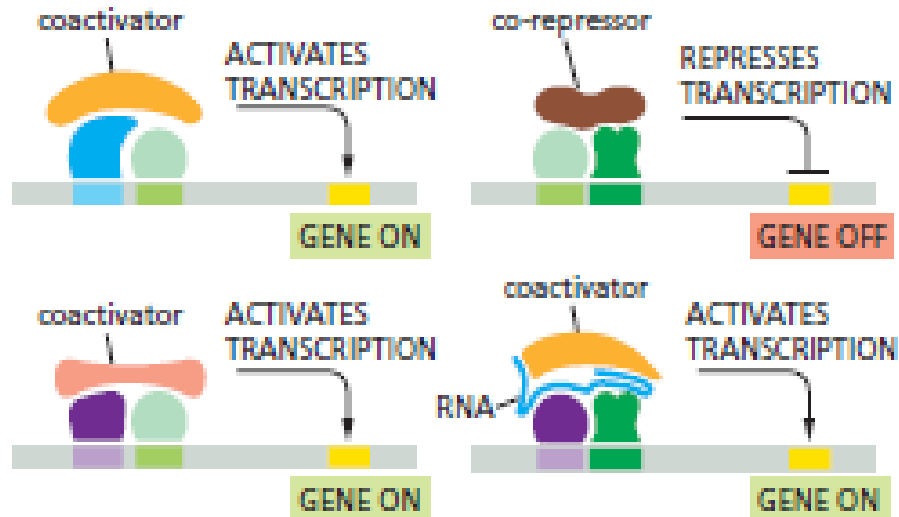 coactivator
ACTIVATES
TRANSCRIPTION
GENE ON
co-repressor
REPRESSES
TRANSCRIPTION
GENE OFF
coactivator
ACTIVATES
TRANSCRIPTION
GENE ON
coactivator
RNA
ACTIVATES
TRANSCRIPTION
GENE ON